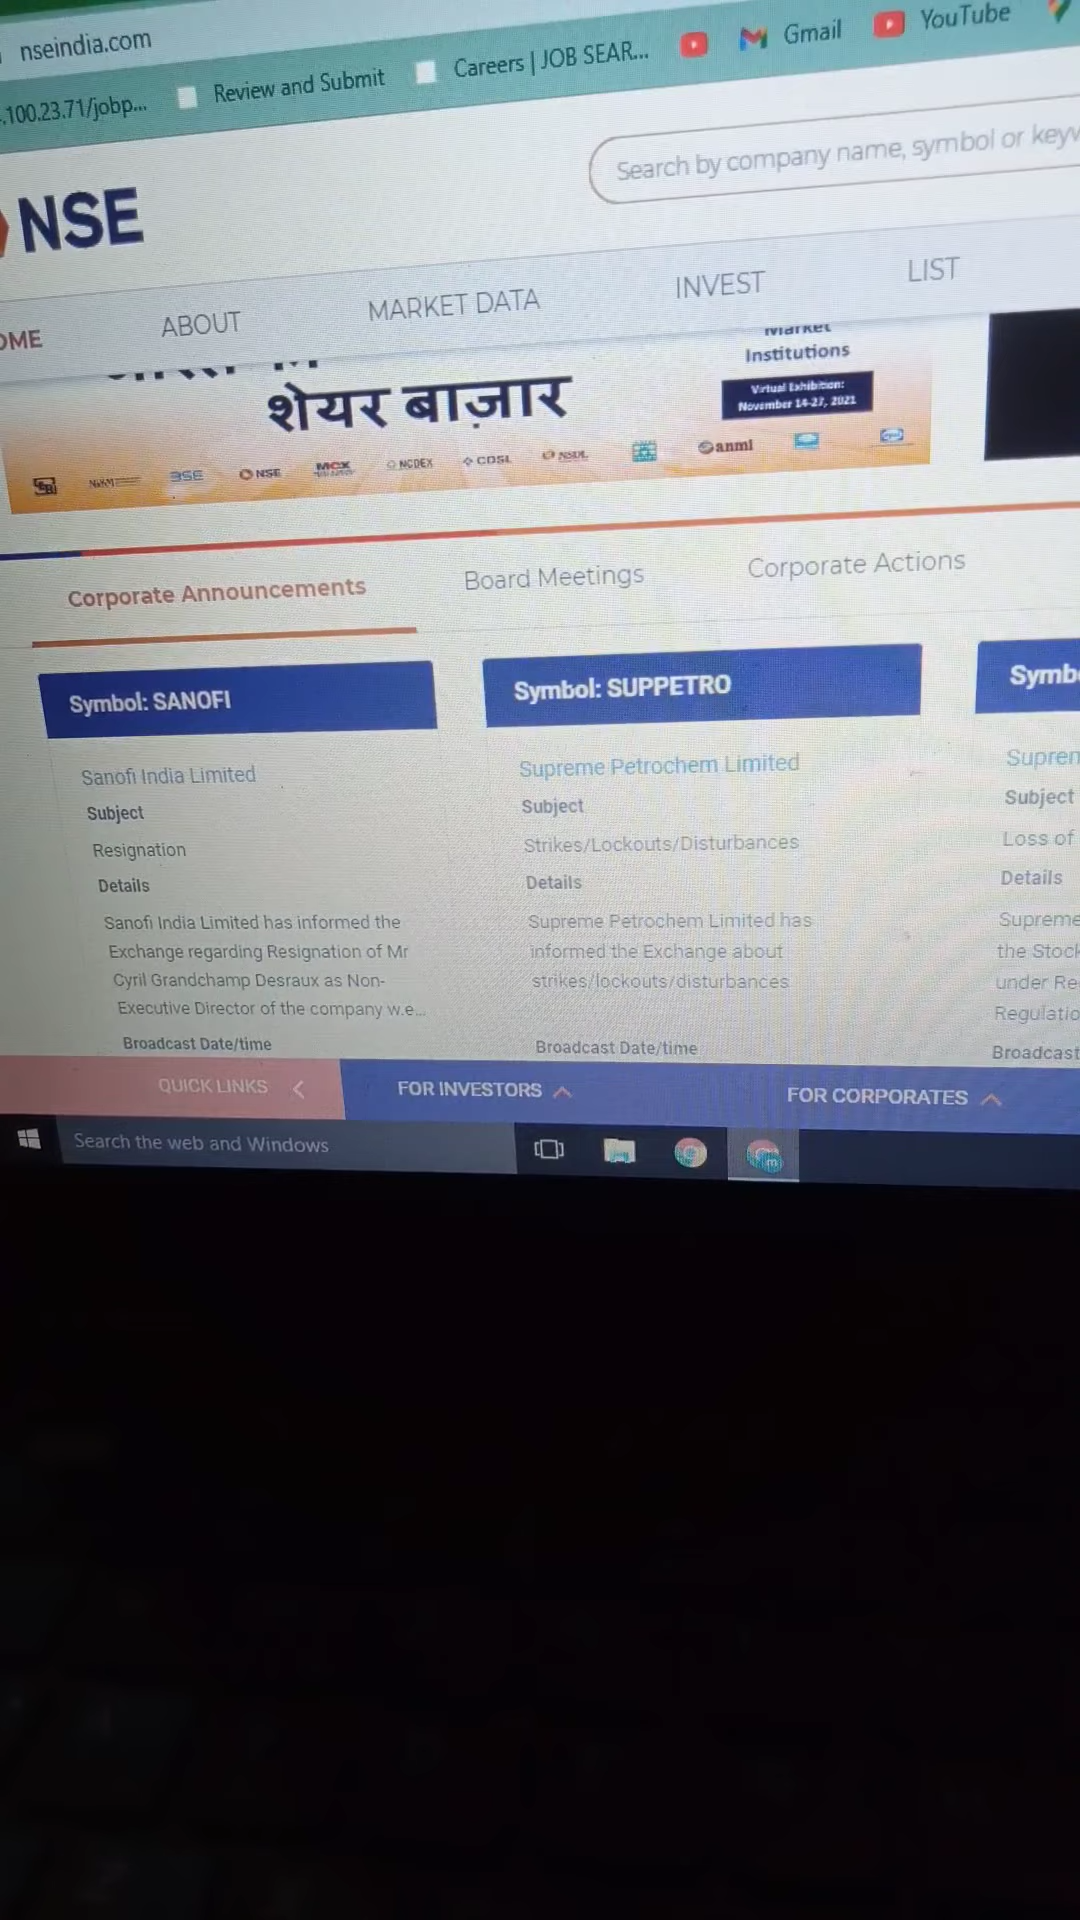 nseindia.com
.100.23.71/jobp... Review and Submit Careers | JOB SEAR... Gmail YouTube
NSE
Search by company name, symbol or keyw
OME ABOUT MARKET DATA INVEST LIST
शेयर बाज़ार
Market
Institutions
Virtual Exhibition:
November 14-27, 2021
BSE NSE MCX NCDEX CDSL NSDL anmi
Corporate Announcements Board Meetings Corporate Actions
Symbol: SANOFI
Sanofi India Limited
Subject
Resignation
Details
Sanofi India Limited has informed the
Exchange regarding Resignation of Mr
Cyril Grandchamp Desraux as Non-
Executive Director of the company w.e...
Broadcast Date/time
Symbol: SUPPETRO
Supreme Petrochem Limited
Subject
Strikes/Lockouts/Disturbances
Details
Supreme Petrochem Limited has
informed the Exchange about
strikes/lockouts/disturbances
Broadcast Date/time
Symb
Supren
Subject
Loss of
Details
Supreme
the Stock
under Re
Regulatio
Broadcast
QUICK LINKS FOR INVESTORS FOR CORPORATES
Search the web and Windows